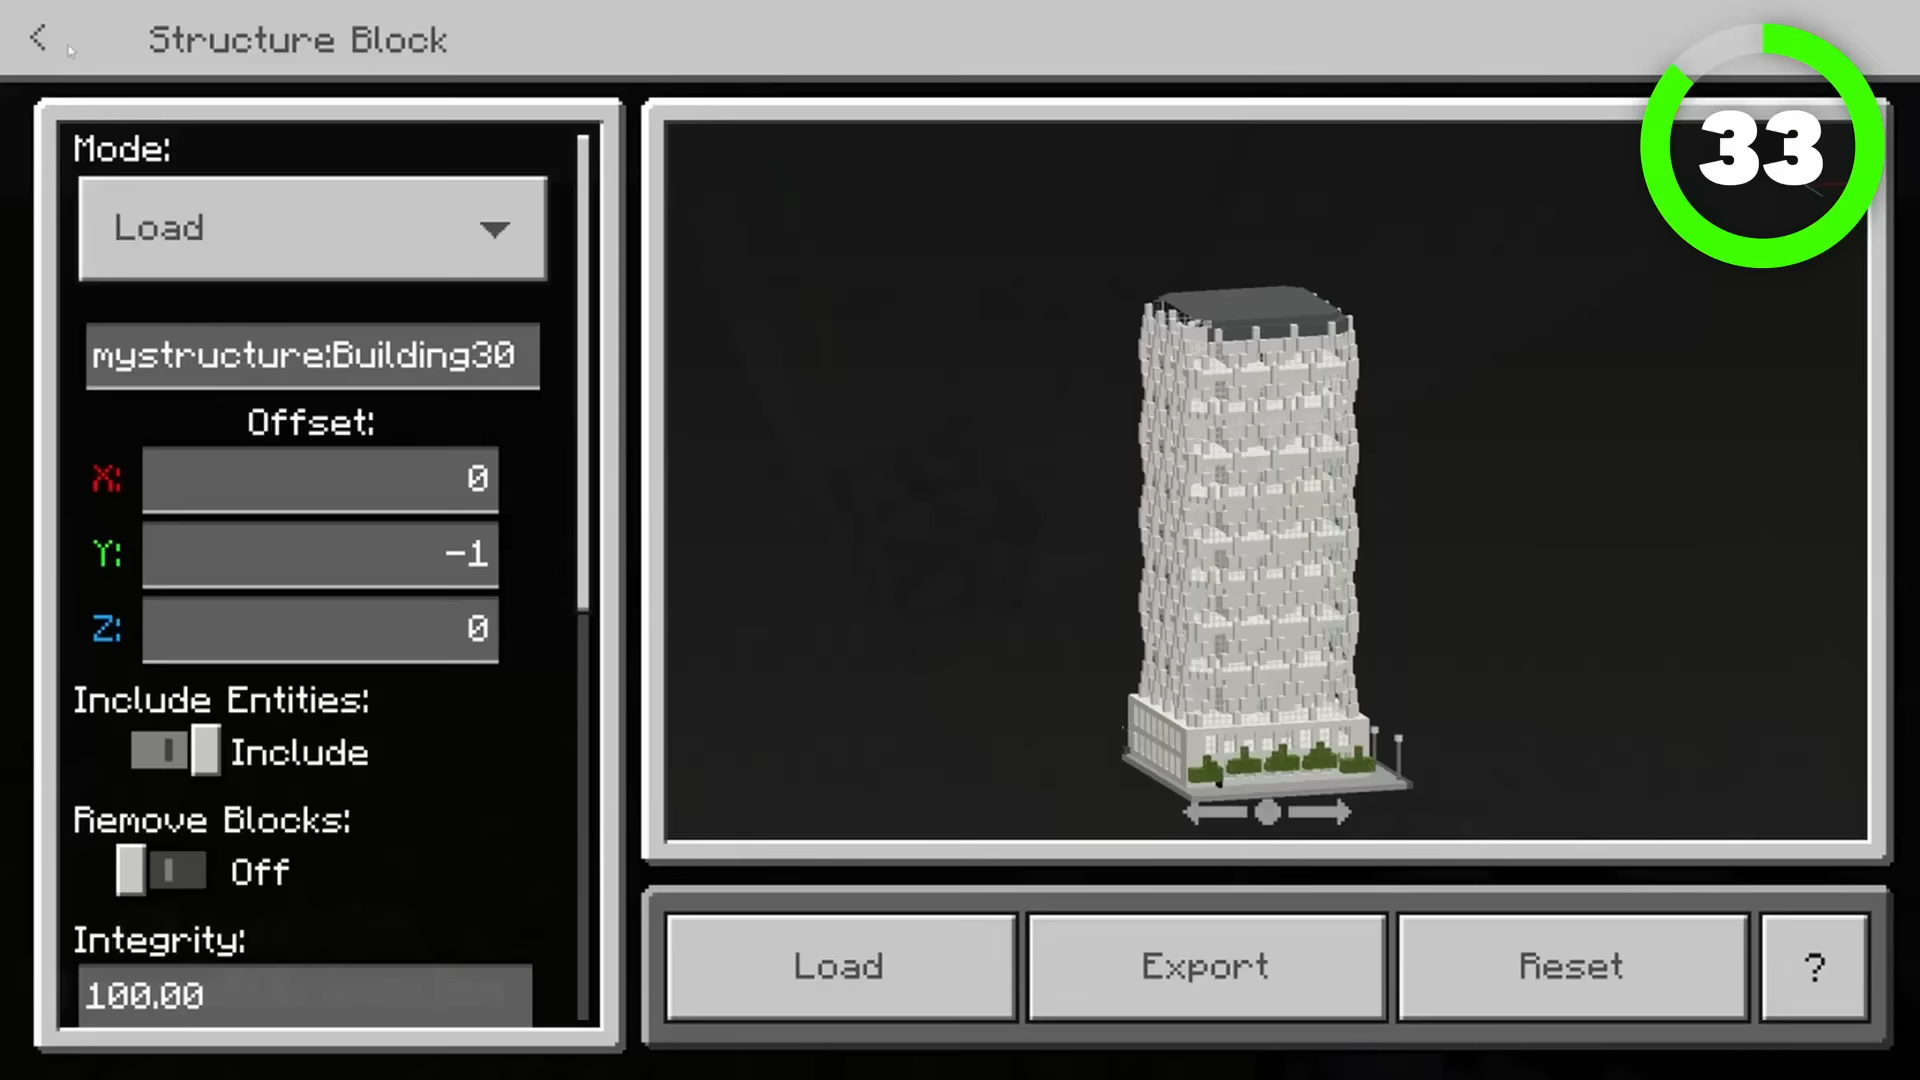 Structure Block
33
Mode:
Load
mystructure:Building30
Offset:
X: 0
Y: -1
Z: 0
Include Entities:
Include
Remove Blocks:
Off
Integrity:
100.00
Load
Export
Reset
?